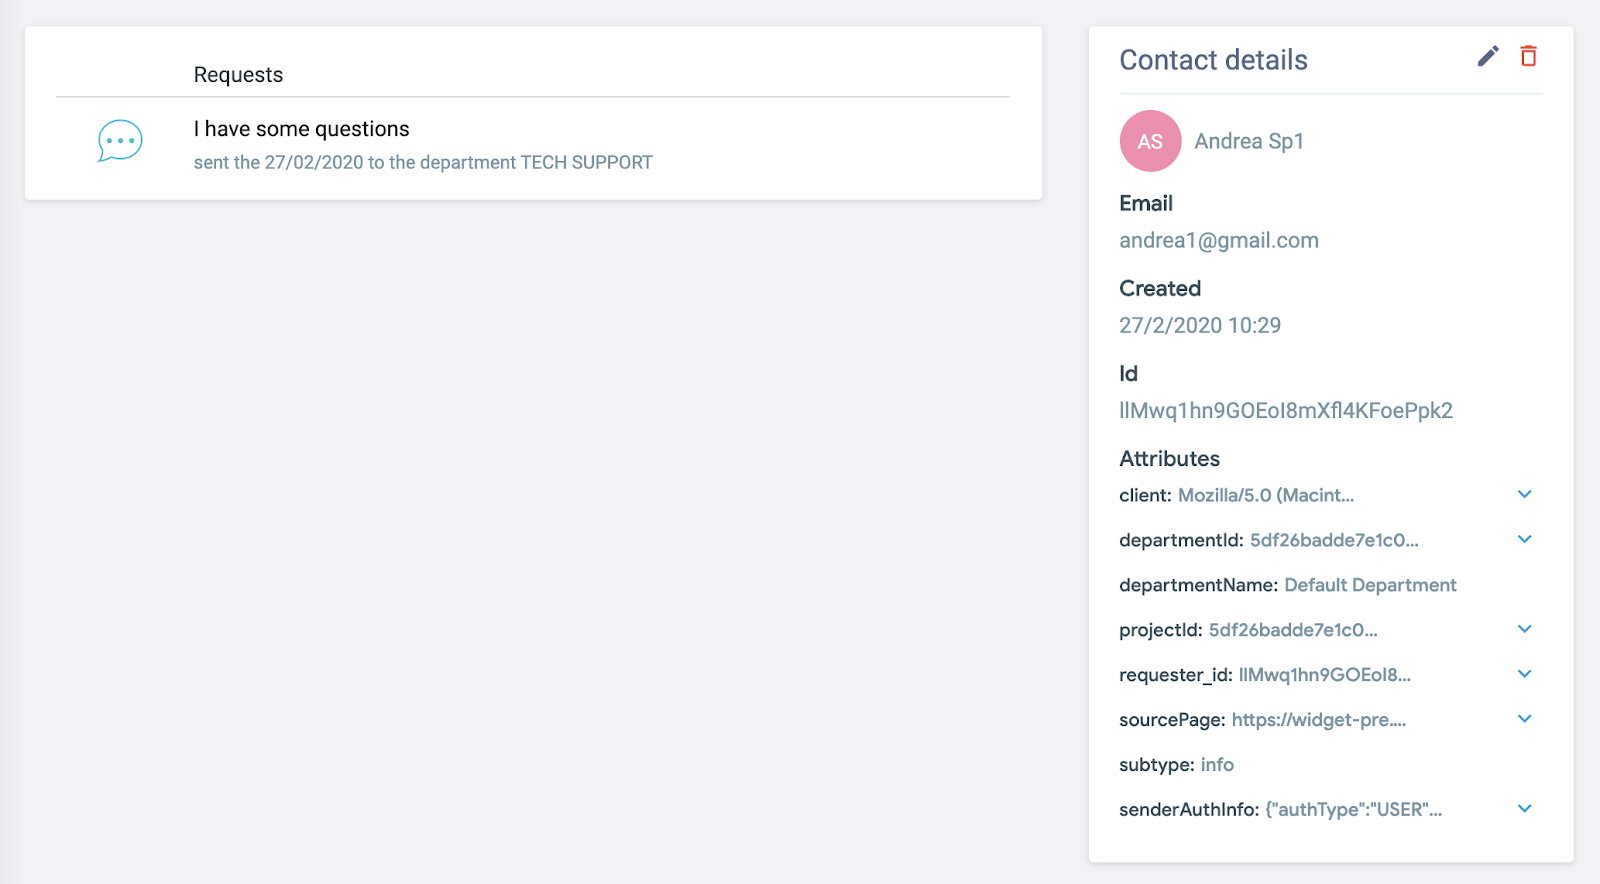 Requests
I have some questions
sent the 27/02/2020 to the department TECH SUPPORT
Contact details
AS
Andrea Sp1
Email
andrea1@gmail.com
Created
27/2/2020 10:29
Id
llMwq1hn9GOEoI8mXfl4KFoePpk2
Attributes
client: Mozilla/5.0 (Macint...
departmentId: 5df26badde7e1c0...
departmentName: Default Department
projectId: 5df26badde7e1c0...
requester_id: llMwq1hn9GOEoI8...
sourcePage: https://widget-pre....
subtype: info
senderAuthInfo: {"authType":"USER"...